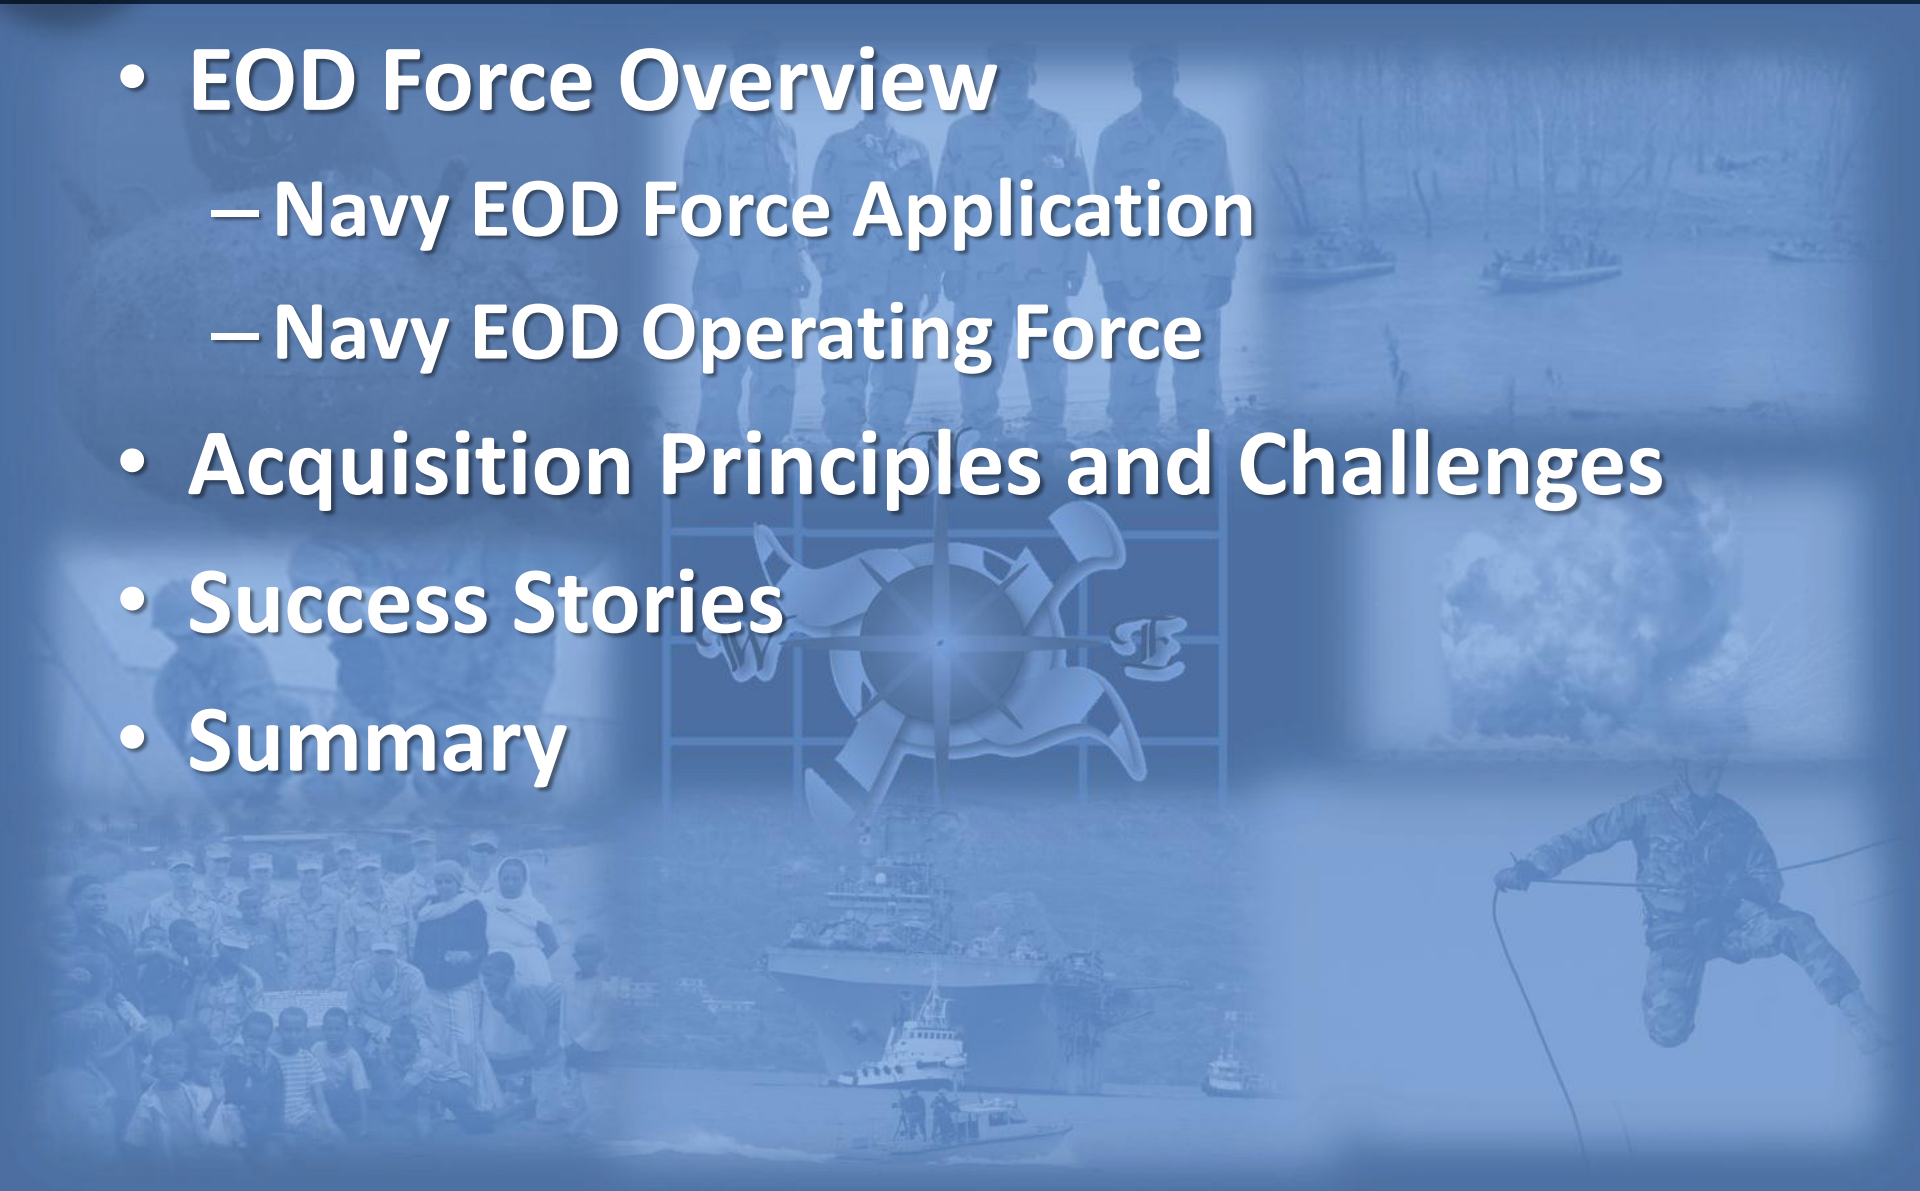 • EOD Force Overview
– Navy EOD Force Application
– Navy EOD Operating Force
• Acquisition Principles and Challenges
• Success Stories
• Summary
W
E